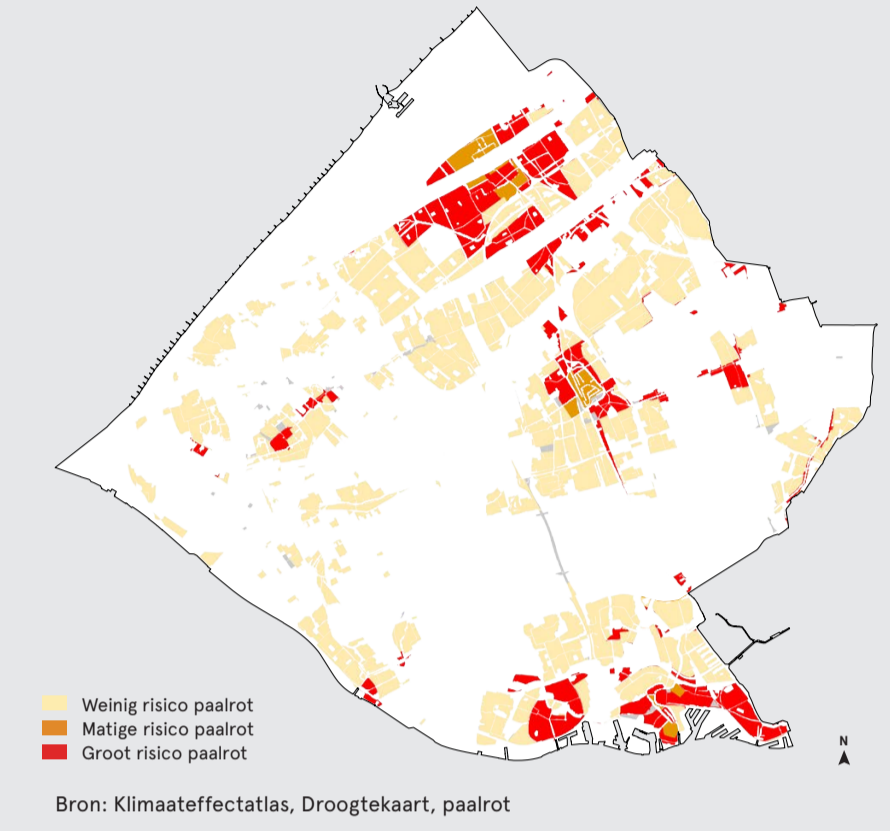 Weinig risico paalrot
Matige risico paalrot
Groot risico paalrot
N
Bron: Klimaateffectatlas, Droogtekaart, paalrot